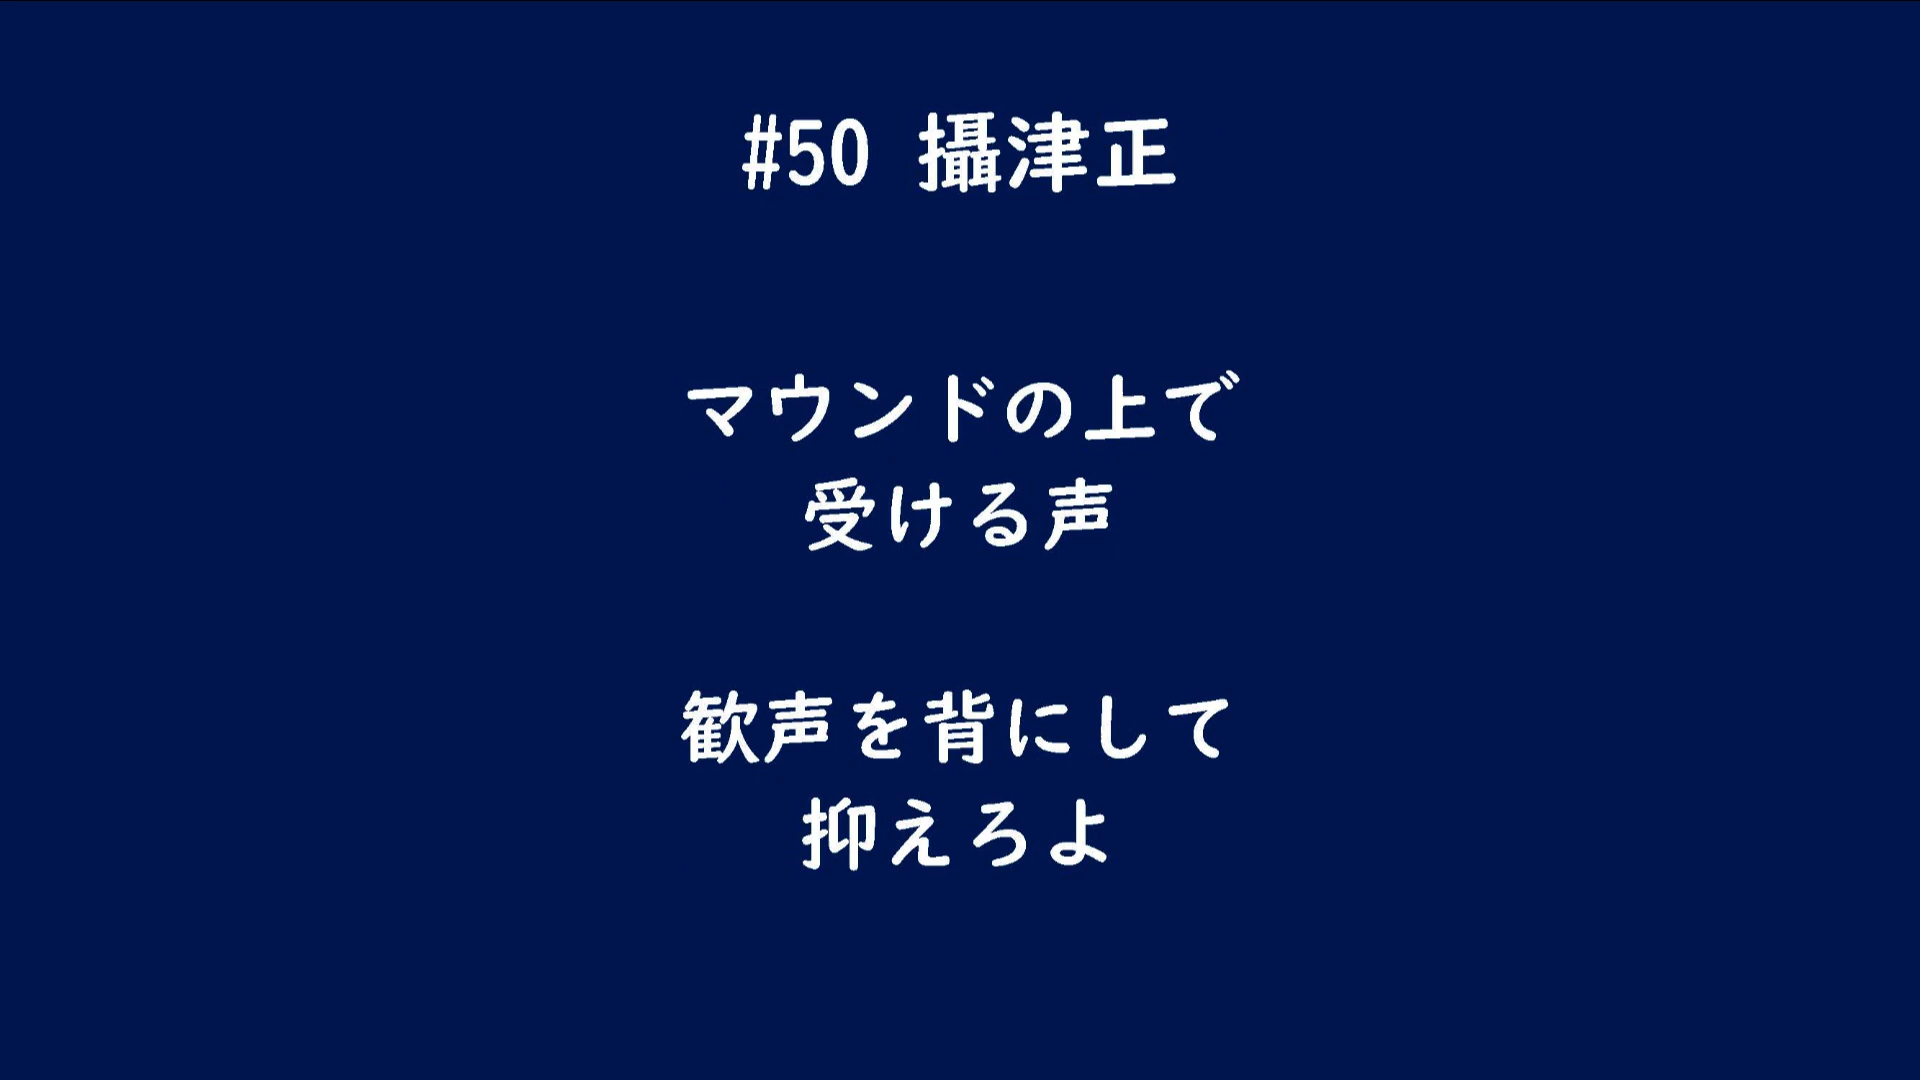 #50 攝津正
マウンドの上で
受ける声
歓声を背にして
抑えろよ